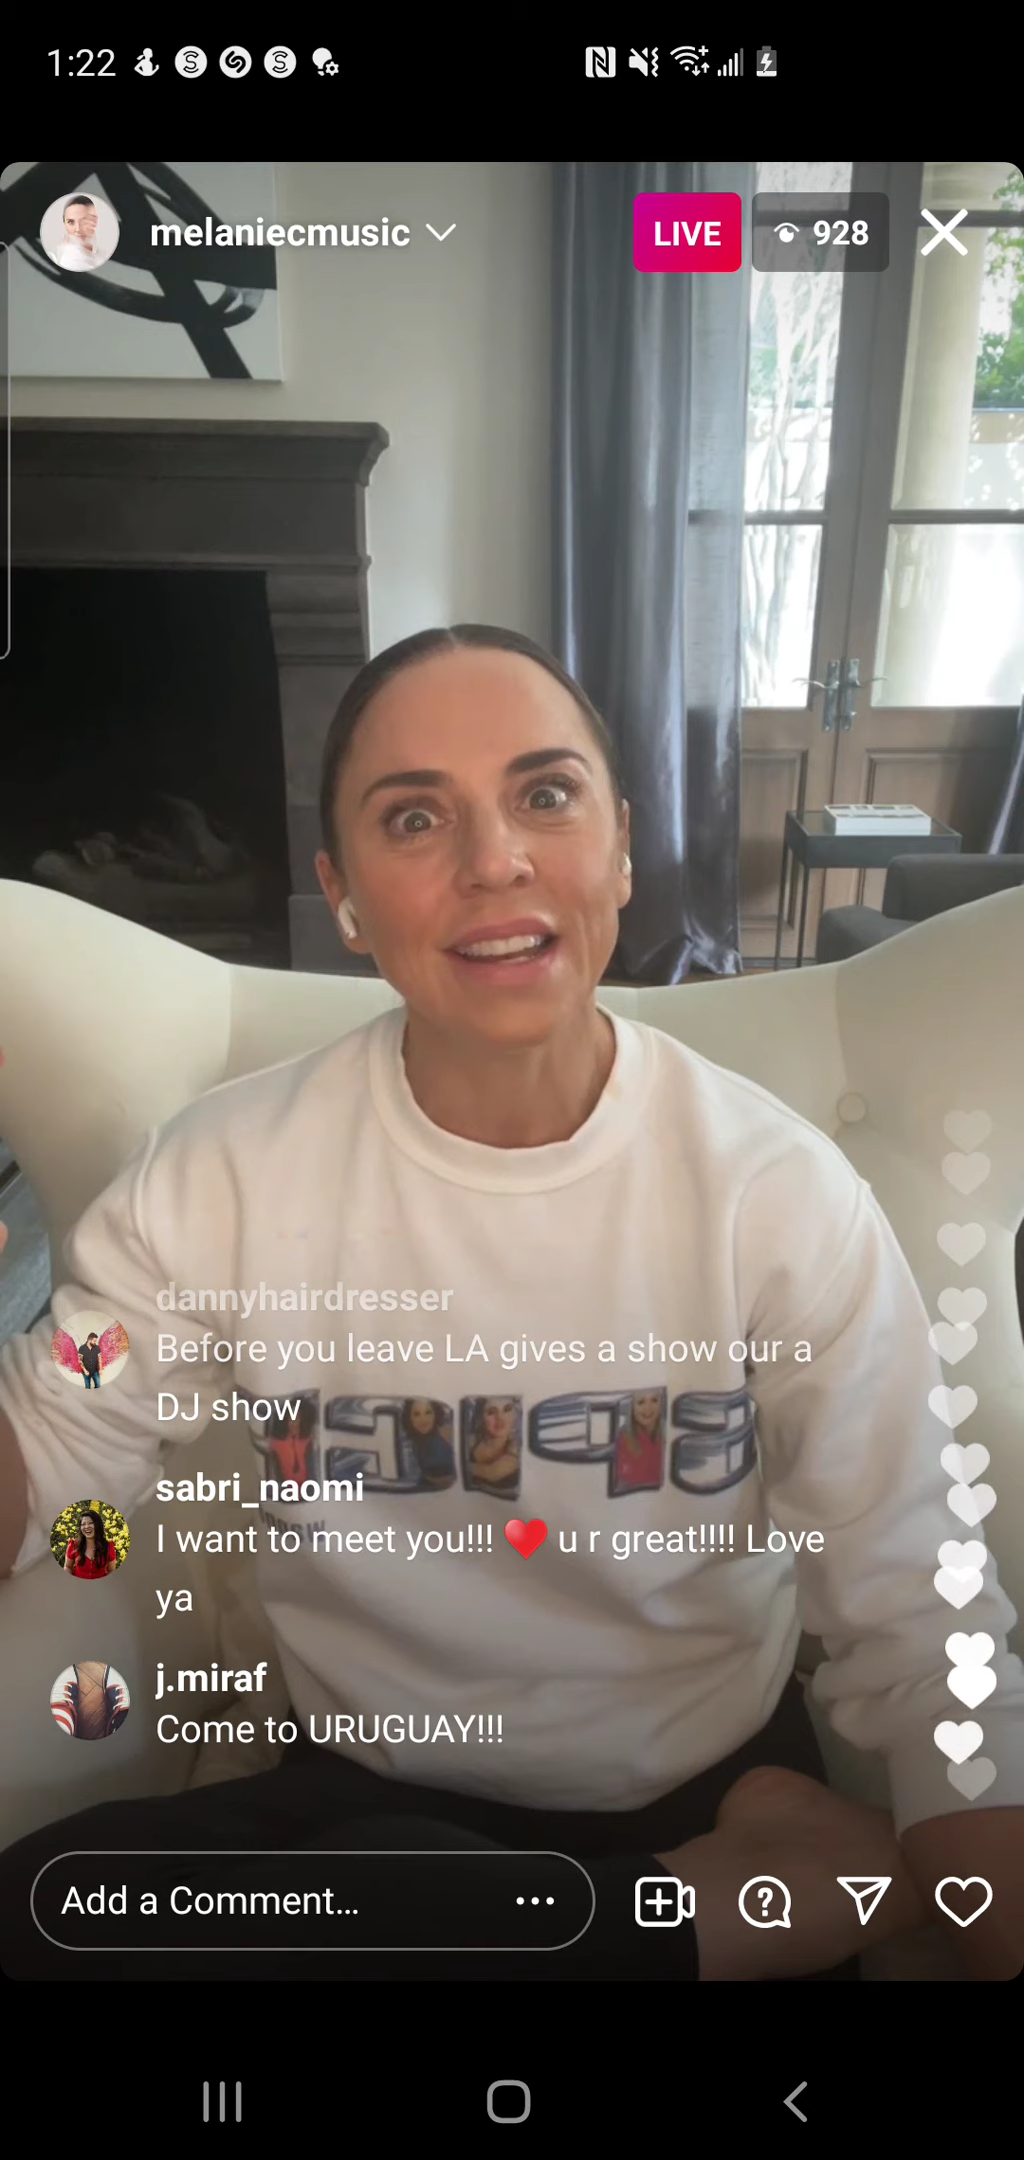 1:22
melaniecmusic
LIVE
928
dannyhairdresser
Before you leave LA gives a show our a
DJ show
SPICE
sabri_naomi
I want to meet you!!! ❤️ u r great!!!! Love
ya
j.miraf
Come to URUGUAY!!!
Add a Comment...